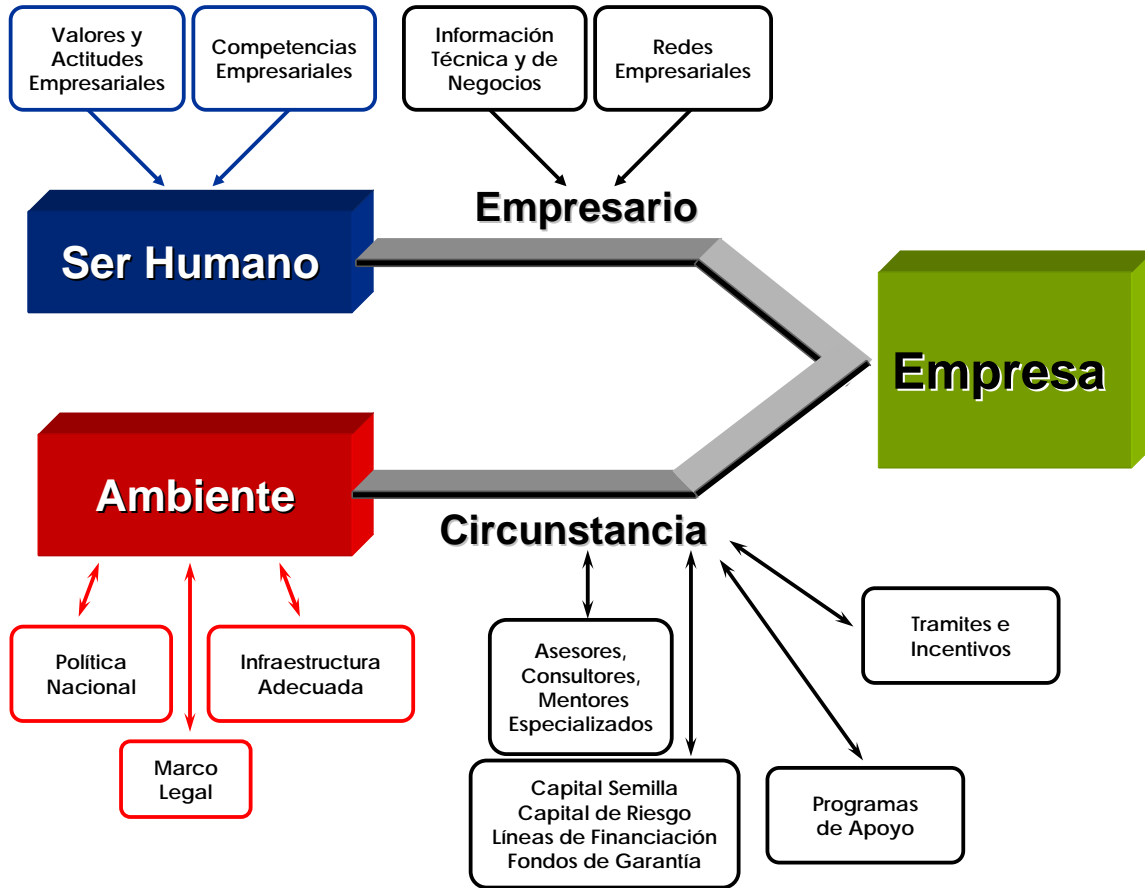 Valores y
Actitudes
Empresariales
Competencias
Empresariales
Información
Técnica y de
Negocios
Redes
Empresariales
Empresario
Ser Humano
Empresa
Ambiente
Circunstancia
Política
Nacional
Infraestructura
Adecuada
Marco
Legal
Asesores,
Consultores,
Mentores
Especializados
Tramites e
Incentivos
Capital Semilla
Capital de Riesgo
Líneas de Financiación
Fondos de Garantía
Programas
de Apoyo